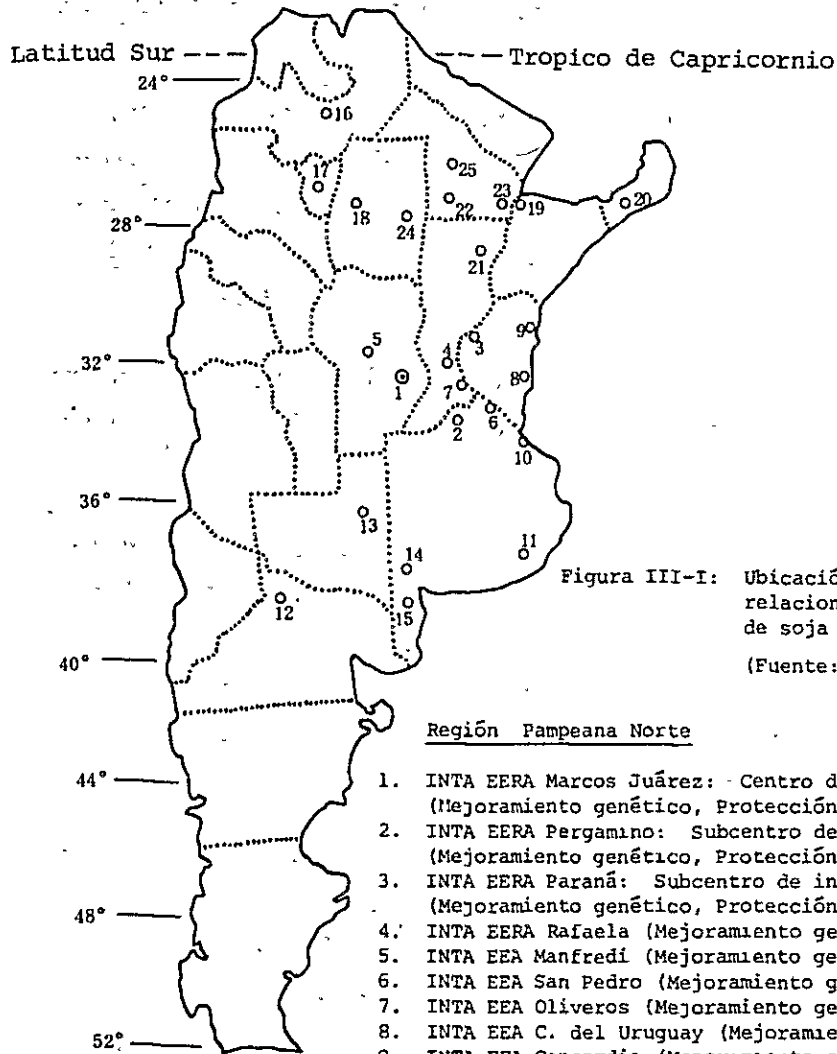 Latitud Sur --- --- Tropico de Capricornio
24°
16
25
17
23
22
19
20
18
24
28°
21
9
5
3
4
32°
8
1
7
6
2
10
36°
13
14
11
Figura III-I: Ubicació
relacion
de soja
12
15
(Fuente:
40°
Región Pampeana Norte
44°
1. INTA EERA Marcos Juárez: Centro d
(Mejoramiento genético, Protección
2. INTA EERA Pergamino: Subcentro de
(Mejoramiento genético, Protección
3. INTA EERA Paraná: Subcentro de in
(Mejoramiento genético, Protección
48°
4. INTA EERA Rafaela (Mejoramiento ge
5. INTA EEA Manfredi (Mejoramiento ge
6. INTA EEA San Pedro (Mejoramiento g
7. INTA EEA Oliveros (Mejoramiento ge
8. INTA EEA C. del Uruguay (Mejoramie
52°